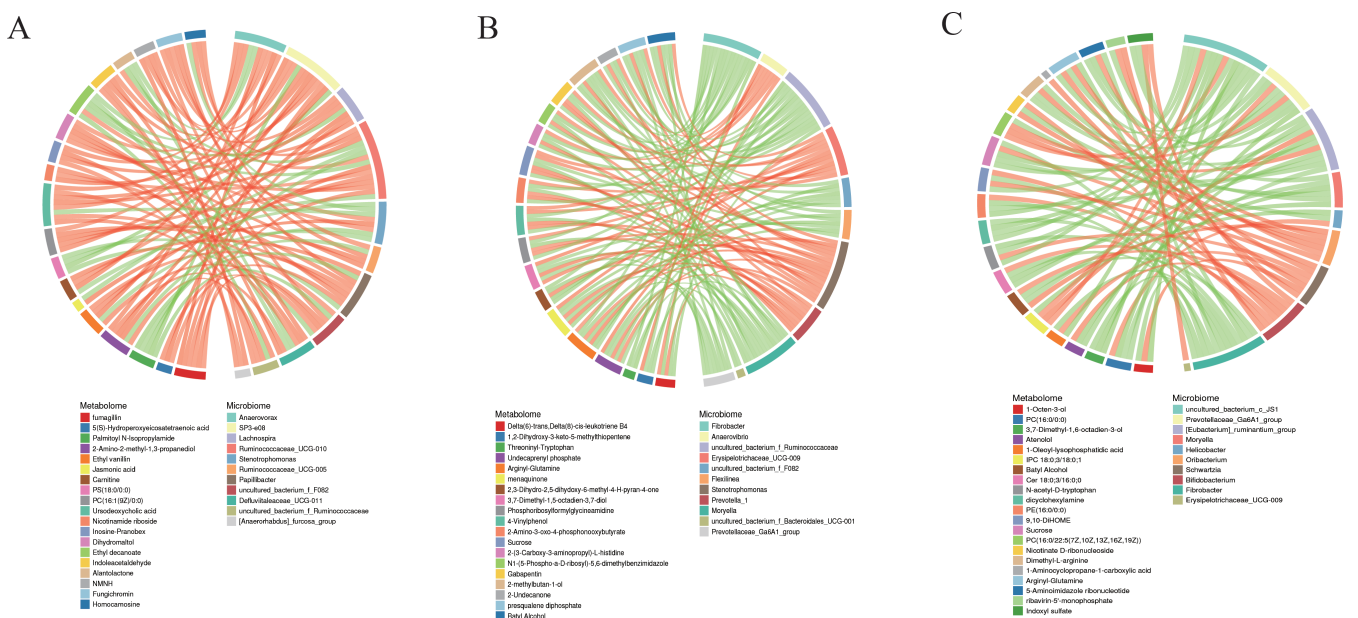 A
B
C
Metabolome
fumagillin
5(S)-Hydroperoxyeicosatetraenoic acid
Palmitoyl N-Isopropylamide
2-Amino-2-methyl-1,3-propanediol
Ethyl vanillin
Jasmonic acid
Carnitine
PS(18:0/0:0)
PC(16:1(9Z)/0:0)
Ursodeoxycholic acid
Nicotinamide riboside
Inosine-Pranobex
Dihydromaltol
Ethyl decanoate
Indoleacetaldehyde
Alantolactone
NMNH
Fungichromin
Homocarnosine
Microbiome
Anaerovorax
SP3-e08
Lachnospira
Ruminococcaceae_UCG-010
Stenotrophomonas
Ruminococcaceae_UCG-005
Papillibacter
uncultured_bacterium_f_F082
Defluviitaleaceae_UCG-011
uncultured_bacterium_f_Ruminococcaceae
[Anaerorhabdus]_furcosa_group
Metabolome
Delta(6)-trans,Delta(8)-cis-leukotriene B4
1,2-Dihydroxy-3-keto-5-methylthiopentene
Threoninyl-Tryptophan
Undecaprenyl phosphate
Arginyl-Glutamine
menaquinone
2,3-Dihydro-2,5-dihydroxy-6-methyl-4-H-pyran-4-one
3,7-Dimethyl-1,5-octadien-3,7-diol
Phosphoribosylformylglycineamidine
4-Vinylphenol
2-Amino-3-oxo-4-phosphonooxybutyrate
Sucrose
2-(3-Carboxy-3-aminopropyl)-L-histidine
N1-(5-Phospho-a-D-ribosyl)-5,6-dimethylbenzimidazole
Gabapentin
2-methylbutan-1-ol
2-Undecanone
presqualene diphosphate
Batyl Alcohol
Microbiome
Fibrobacter
Anaerovibrio
uncultured_bacterium_f_Ruminococcaceae
Erysipelotrichaceae_UCG-009
uncultured_bacterium_f_F082
Flexilinea
Stenotrophomonas
Prevotella_1
Moryella
uncultured_bacterium_f_Bacteroidales_UCG-001
Prevotellaceae_Ga6A1_group
Metabolome
1-Octen-3-ol
PC(16:0/0:0)
3,7-Dimethyl-1,6-octadien-3-ol
Atenolol
1-Oleoyl-lysophosphatidic acid
IPC 18:0;3/18:0;1
Batyl Alcohol
Cer 18:0;3/16:0;0
N-acetyl-D-tryptophan
dicyclohexylamine
PE(16:0/0:0)
9,10-DiHOME
Sucrose
PC(16:0/22:5(7Z,10Z,13Z,16Z,19Z))
Nicotinate D-ribonucleoside
Dimethyl-L-arginine
1-Aminocyclopropane-1-carboxylic acid
Arginyl-Glutamine
5-Aminoimidazole ribonucleotide
ribavirin-5'-monophosphate
Indoxyl sulfate
Microbiome
uncultured_bacterium_c_JS1
Prevotellaceae_Ga6A1_group
[Eubacterium]_ruminantium_group
Moryella
Helicobacter
Oribacterium
Schwartzia
Bifidobacterium
Fibrobacter
Erysipelotrichaceae_UCG-009